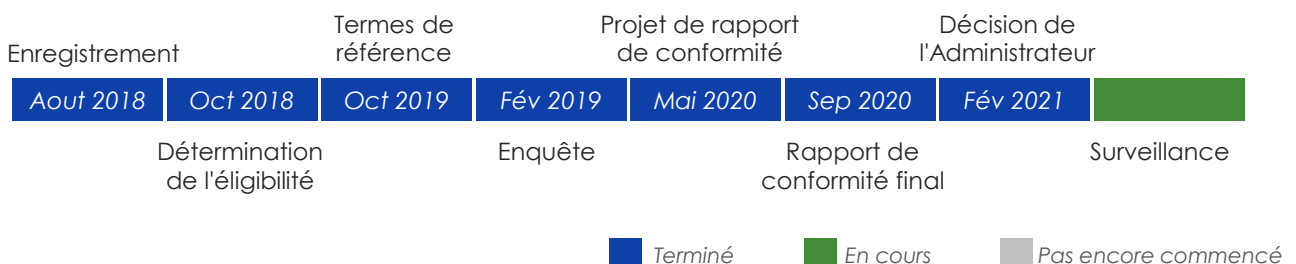 Termes de
référence
Projet de rapport
de conformité
Décision de
l'Administrateur
Enregistrement
Aout 2018
Oct 2018
Oct 2019
Fév 2019
Mai 2020
Sep 2020
Fév 2021
Détermination
de l'éligibilité
Enquête
Rapport de
conformité final
Surveillance
Terminé
En cours
Pas encore commencé